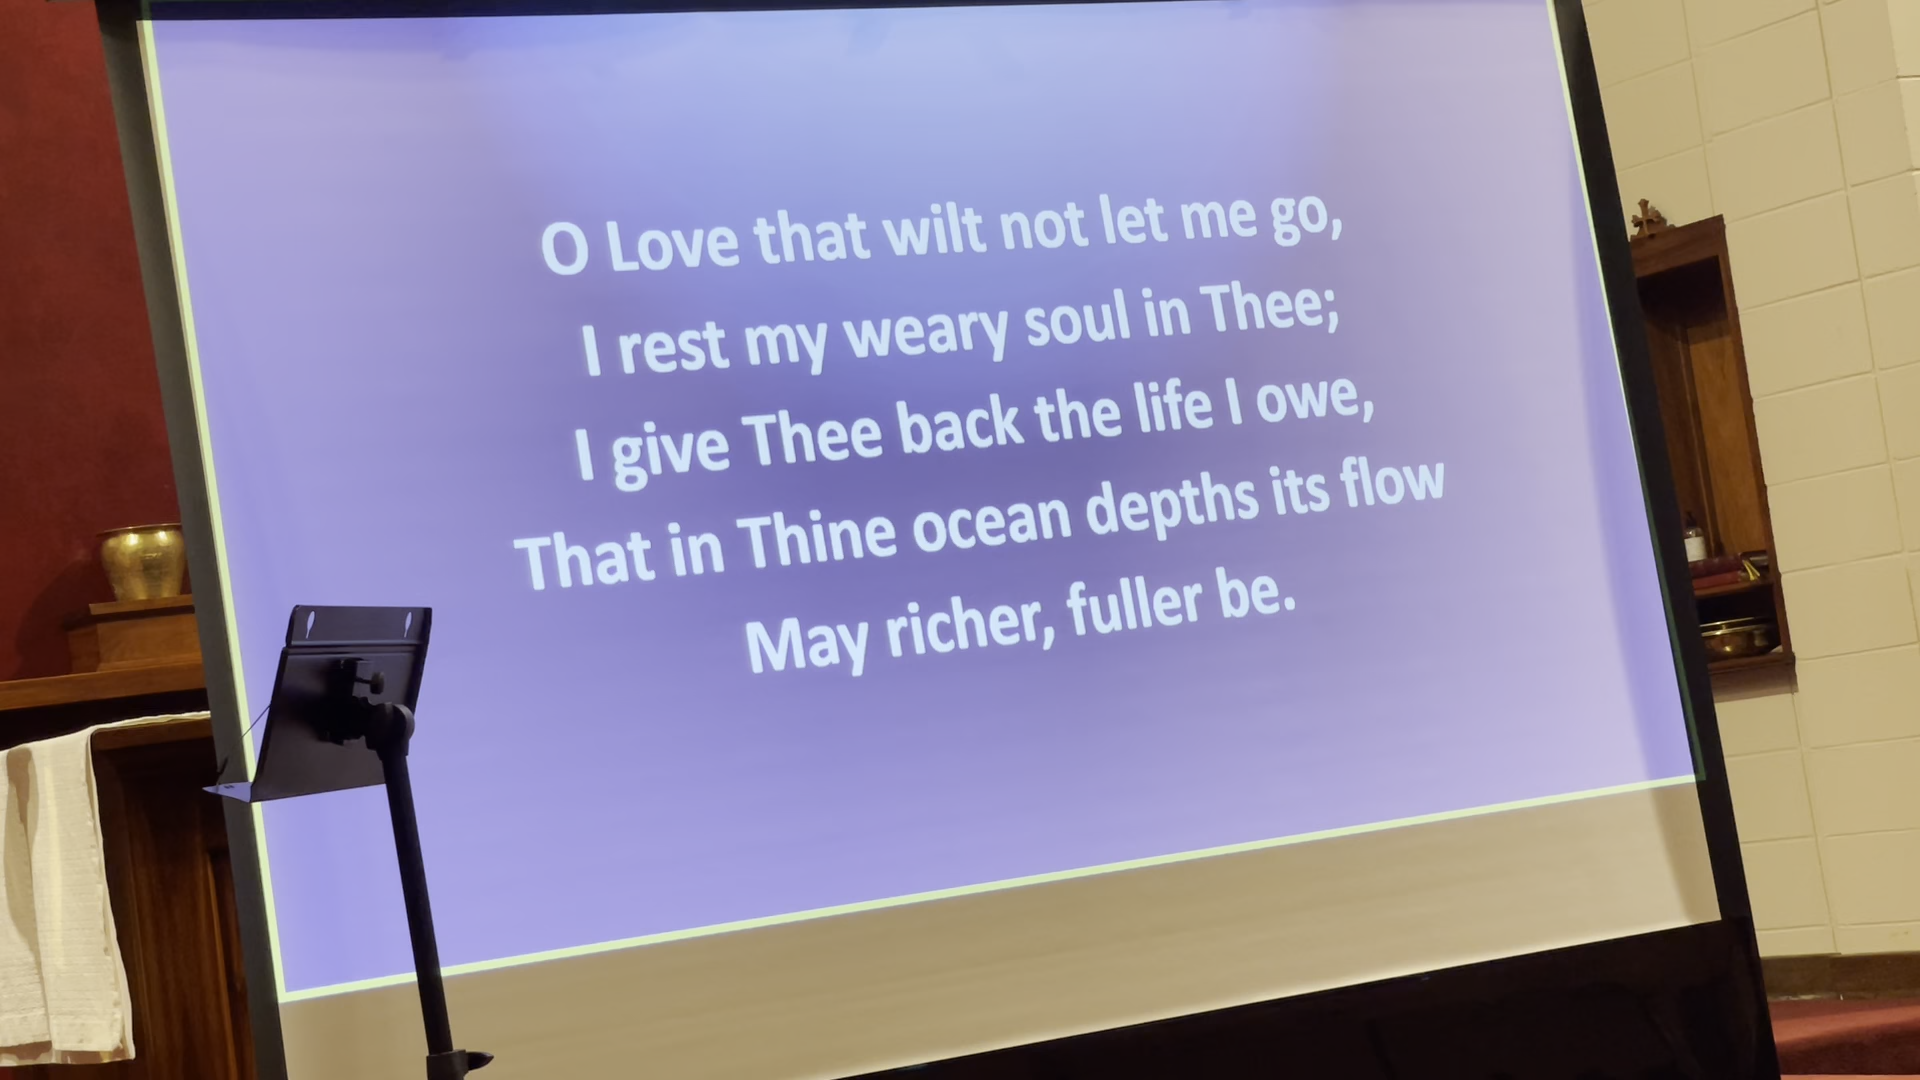 O Love that wilt not let me go,
I rest my weary soul in Thee;
I give Thee back the life I owe,
That in Thine ocean depths its flow
May richer, fuller be.